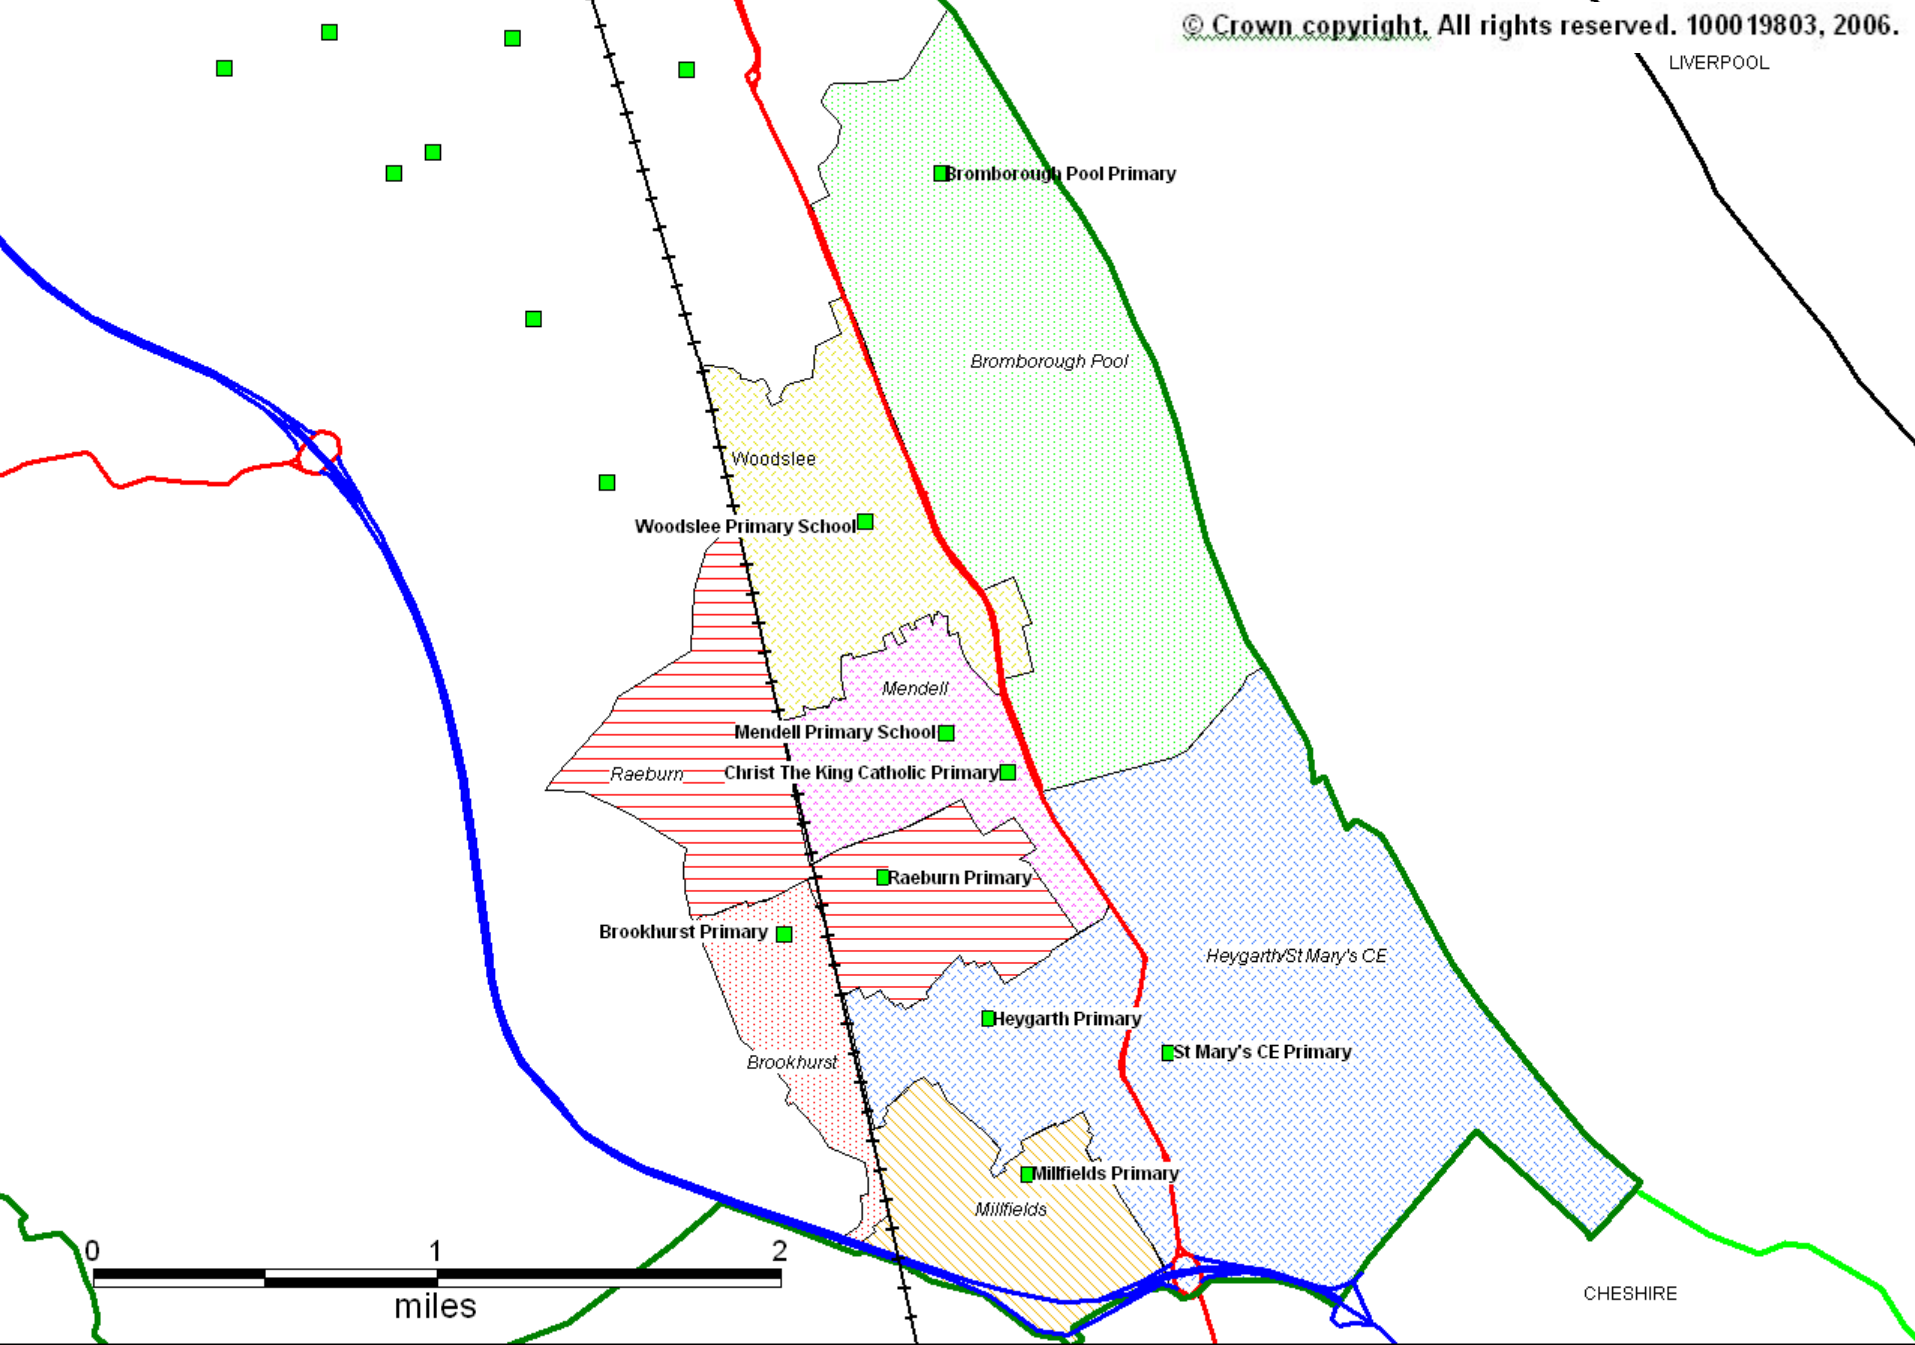 © Crown copyright. All rights reserved. 100019803, 2006.
LIVERPOOL
Bromborough Pool Primary
Bromborough Pool
Woodslee
Woodslee Primary School
Mendell
Mendell Primary School
Raeburn
Christ The King Catholic Primary
Raeburn Primary
Brookhurst Primary
Heygarth/St Mary's CE
Heygarth Primary
St Mary's CE Primary
Brookhurst
Millfields Primary
Millfields
0 1 2
miles
CHESHIRE